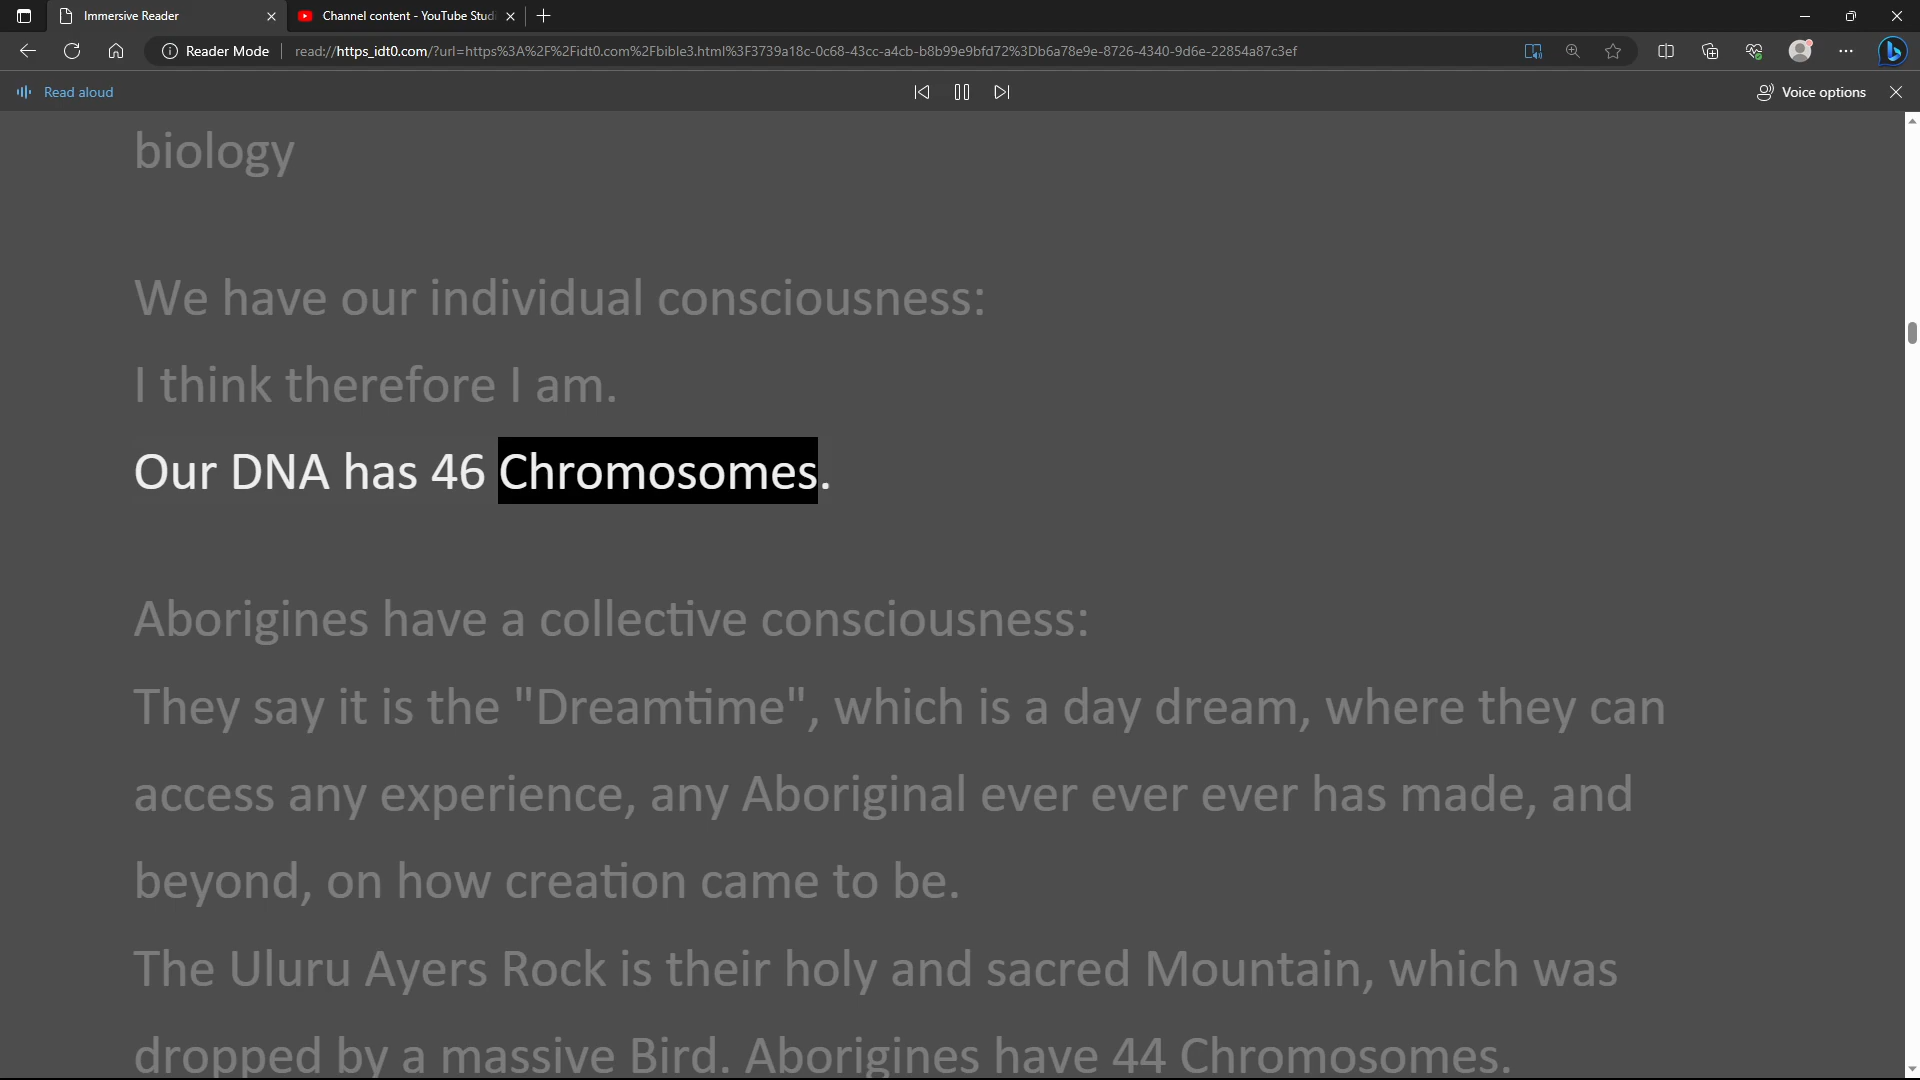 Immersive Reader
Channel content - YouTube Studi
Reader Mode
read://https_idt0.com/?url=https%3A%2F%2Fidt0.com%2Fbible3.html%3F3739a18c-0c68-43cc-a4cb-b8b99e9bfd72%3Db6a78e9e-8726-4340-9d6e-22854a87c3ef
Read aloud
Voice options
biology
We have our individual consciousness:
I think therefore I am.
Our DNA has 46 Chromosomes.
Aborigines have a collective consciousness:
They say it is the "Dreamtime", which is a day dream, where they can
access any experience, any Aboriginal ever ever ever has made, and
beyond, on how creation came to be.
The Uluru Ayers Rock is their holy and sacred Mountain, which was
dropped by a massive Bird. Aborigines have 44 Chromosomes.